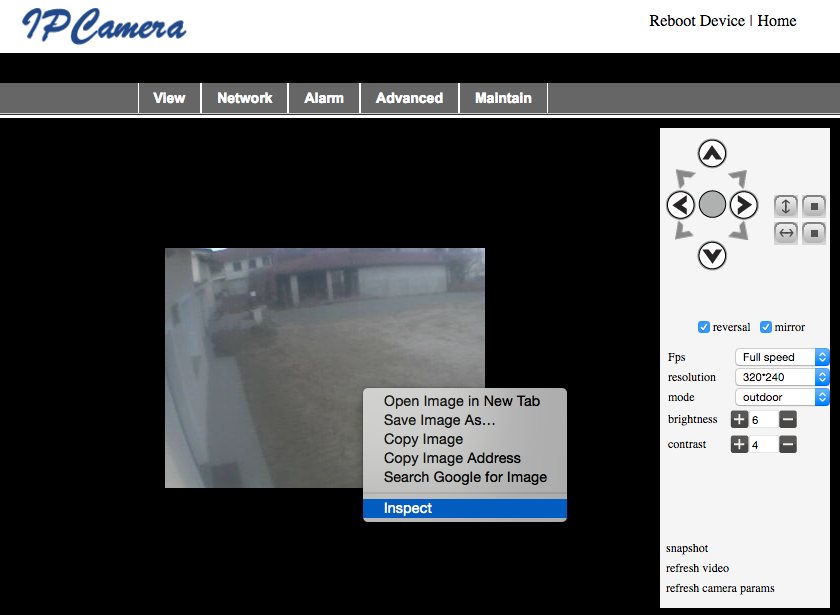 IPCamera
Reboot Device | Home
View Network Alarm Advanced Maintain
reversal mirror
Fps Full speed
resolution 320*240
mode outdoor
brightness 6
contrast 4
Open Image in New Tab
Save Image As...
Copy Image
Copy Image Address
Search Google for Image
Inspect
snapshot
refresh video
refresh camera params